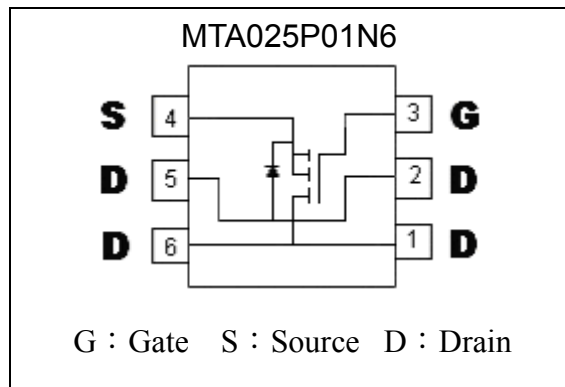 MTA025P01N6
S 4 3 G
D 5 2 D
D 6 1 D
G：Gate S：Source D：Drain